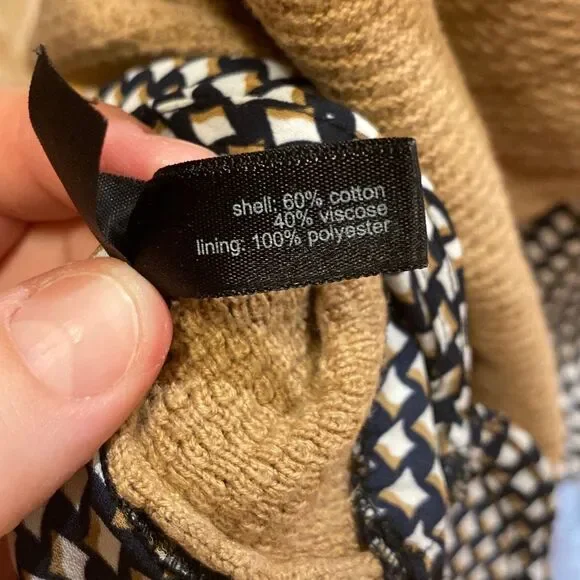 shell: 60% cotton
40% viscose
lining: 100% polyester